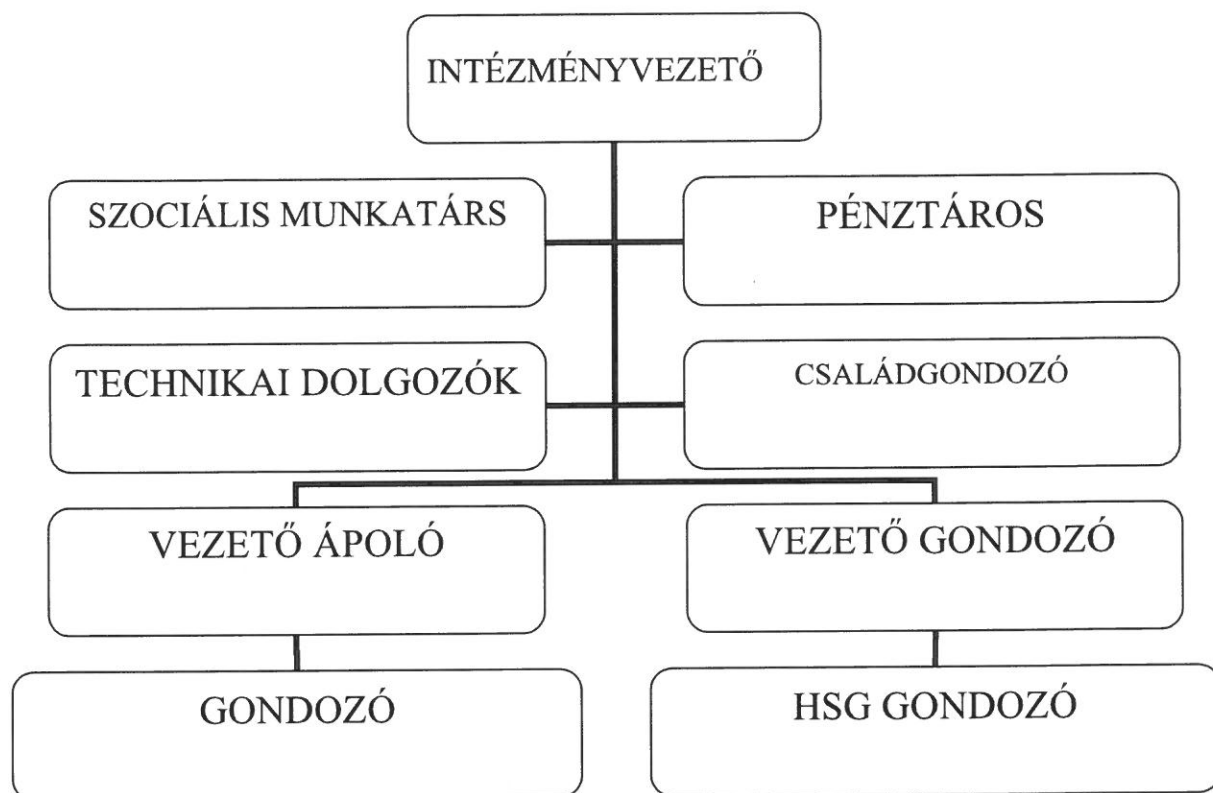 INTÉZMÉNYVEZETŐ
SZOCIÁLIS MUNKATÁRS
PÉNZTÁROS
TECHNIKAI DOLGOZÓK
CSALÁDGONDOZÓ
VEZETŐ ÁPOLÓ
VEZETŐ GONDOZÓ
GONDOZÓ
HSG GONDOZÓ